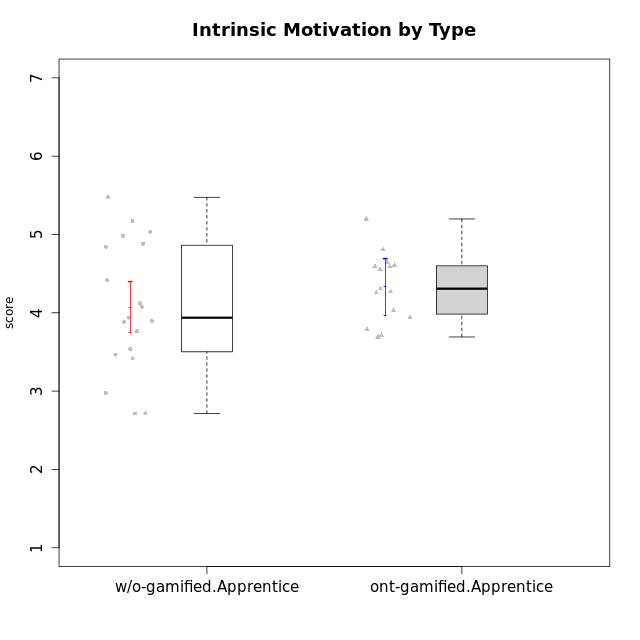 Intrinsic Motivation by Type
7
6
5
4
3
2
1
score
w/o-gamified.Apprentice
ont-gamified.Apprentice